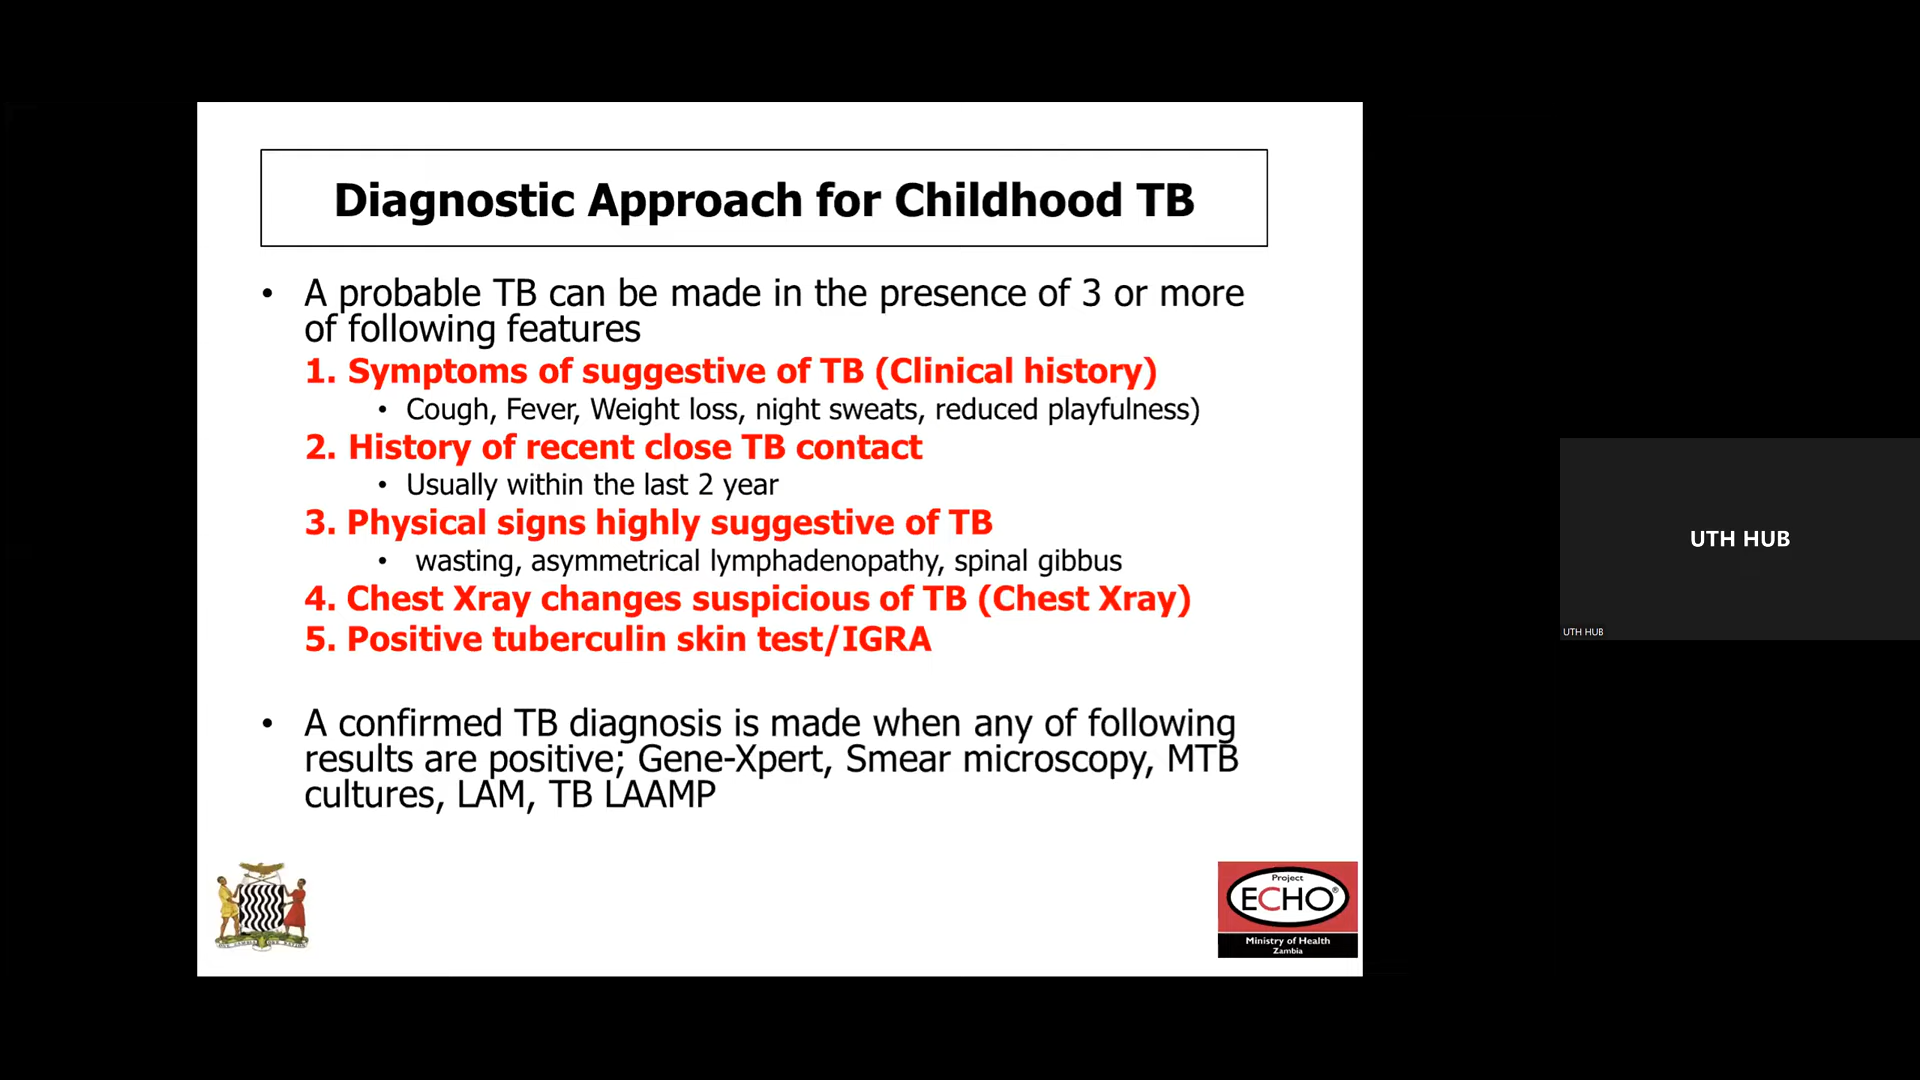 Diagnostic Approach for Childhood TB
• A probable TB can be made in the presence of 3 or more
of following features
1. Symptoms of suggestive of TB (Clinical history)
• Cough, Fever, Weight loss, night sweats, reduced playfulness)
2. History of recent close TB contact
• Usually within the last 2 year
3. Physical signs highly suggestive of TB
• wasting, asymmetrical lymphadenopathy, spinal gibbus
4. Chest Xray changes suspicious of TB (Chest Xray)
5. Positive tuberculin skin test/IGRA
• A confirmed TB diagnosis is made when any of following
results are positive; Gene-Xpert, Smear microscopy, MTB
cultures, LAM, TB LAAMP
Project
ECHO®
Ministry of Health
Zambia
UTH HUB
UTH HUB